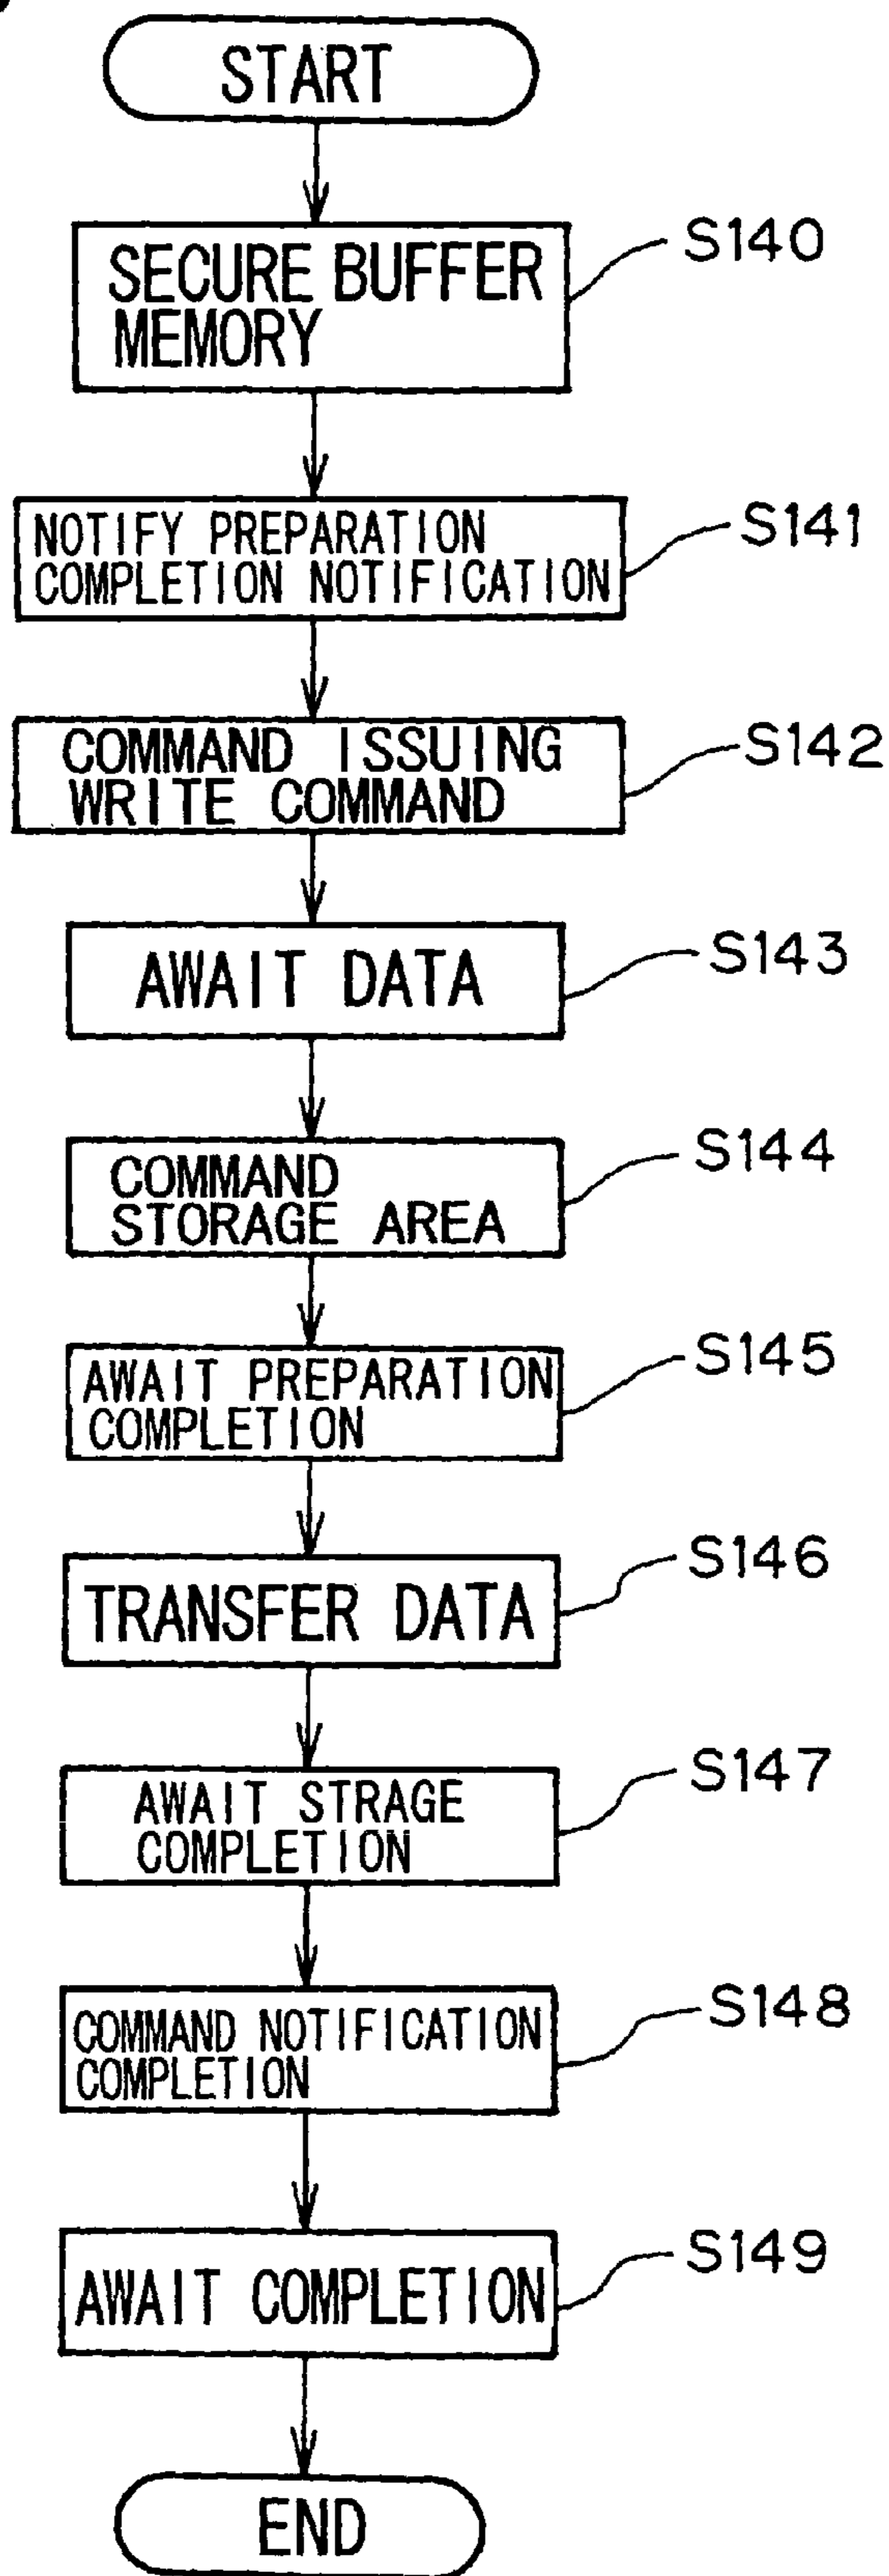 START
SECURE BUFFER
MEMORY
S140
NOTIFY PREPARATION
COMPLETION NOTIFICATION
S141
COMMAND ISSUING
WRITE COMMAND
S142
AWAIT DATA
S143
COMMAND
STORAGE AREA
S144
AWAIT PREPARATION
COMPLETION
S145
TRANSFER DATA
S146
AWAIT STRAGE
COMPLETION
S147
COMMAND NOTIFICATION
COMPLETION
S148
AWAIT COMPLETION
S149
END